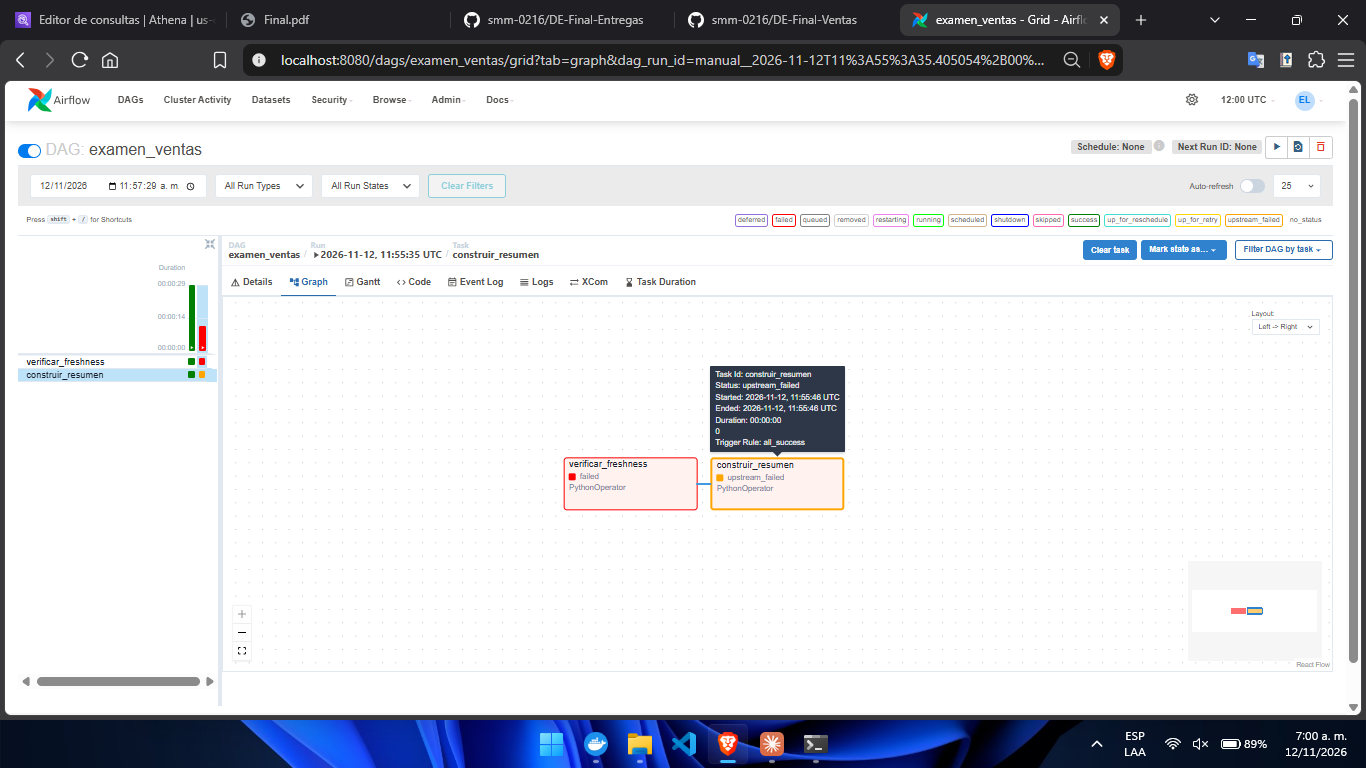 Editor de consultas | Athena | us-e
Final.pdf
smm-0216/DE-Final-Entregas
smm-0216/DE-Final-Ventas
examen_ventas - Grid - Airflo
localhost:8080/dags/examen_ventas/grid?tab=graph&dag_run_id=manual__2026-11-12T11%3A55%3A35.405054%2B00%...
Airflow
DAGs
Cluster Activity
Datasets
Security
Browse
Admin
Docs
12:00 UTC
EL
DAG: examen_ventas
Schedule: None
Next Run ID: None
12/11/2026 11:57:29 a. m.
All Run Types
All Run States
Clear Filters
Auto-refresh
25
Press shift + / for Shortcuts
deferred
failed
queued
removed
restarting
running
scheduled
shutdown
skipped
success
up_for_reschedule
up_for_retry
upstream_failed
no_status
DAG
examen_ventas /
Run
2026-11-12, 11:55:35 UTC /
Task
construir_resumen
Clear task
Mark state as...
Filter DAG by task
Duration
00:00:29
00:00:14
00:00:00
verificar_freshness
construir_resumen
Details
Graph
Gantt
Code
Event Log
Logs
XCom
Task Duration
Layout:
Left -> Right
Task Id: construir_resumen
Status: upstream_failed
Started: 2026-11-12, 11:55:46 UTC
Ended: 2026-11-12, 11:55:46 UTC
Duration: 00:00:00
0
Trigger Rule: all_success
verificar_freshness
failed
PythonOperator
construir_resumen
upstream_failed
PythonOperator
React Flow
ESP
LAA
89%
7:00 a. m.
12/11/2026